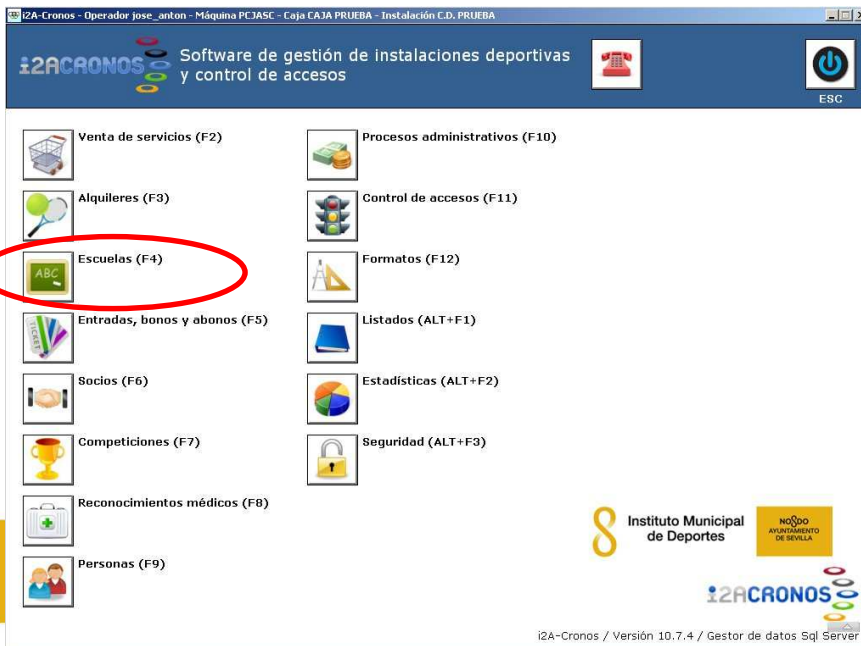 i2A-Cronos - Operador jose_anton - Máquina PCJASC - Caja CAJA PRUEBA - Instalación C.D. PRUEBA
i2ACRONOS
Software de gestión de instalaciones deportivas
y control de accesos
ESC
Venta de servicios (F2)
Procesos administrativos (F10)
Alquileres (F3)
Control de accesos (F11)
Escuelas (F4)
ABC
Formatos (F12)
Entradas, bonos y abonos (F5)
TICKET
Listados (ALT+F1)
Socios (F6)
Estadísticas (ALT+F2)
Competiciones (F7)
Seguridad (ALT+F3)
Reconocimientos médicos (F8)
Instituto Municipal
de Deportes
NO8DO
AYUNTAMIENTO
DE SEVILLA
Personas (F9)
i2ACRONOS
i2A-Cronos / Versión 10.7.4 / Gestor de datos Sql Server